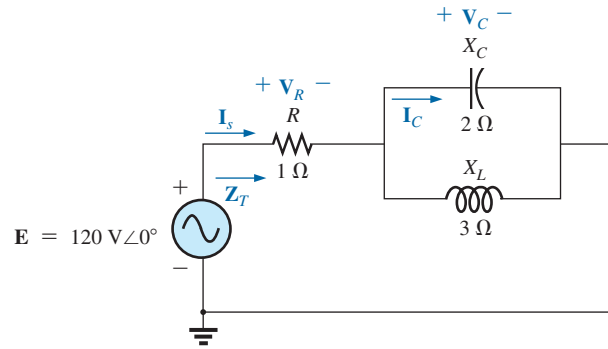 + V_C −
X_C
+ V_R −
I_C
2 Ω
R
I_s
1 Ω
X_L
Z_T
+
3 Ω
E = 120 V∠0°
−